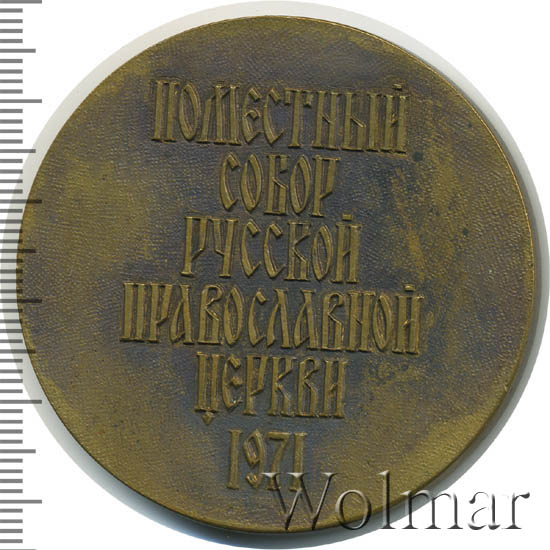 ПОМЕСТНЫЙ
СОБОР
РУССКОЙ
ПРАВОСЛАВНОЙ
ЦЕРКВИ
1971
Wolmar